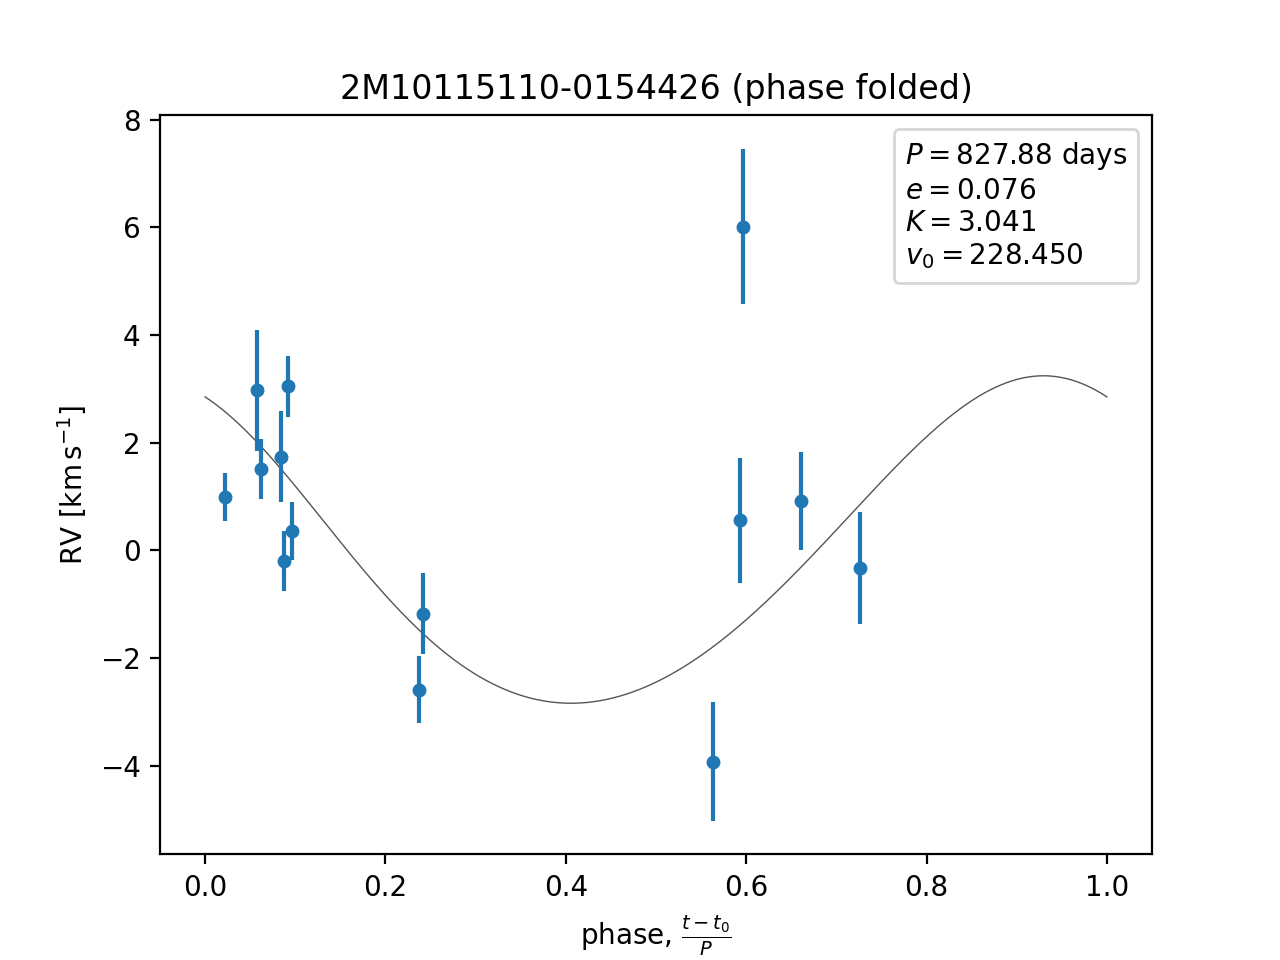 2M10115110-0154426 (phase folded)
P = 827.88 days
e = 0.076
K = 3.041
v₀ = 228.450
8
6
4
2
0
−2
−4
RV [km s⁻¹]
0.0 0.2 0.4 0.6 0.8 1.0
phase, (t − t₀)/P